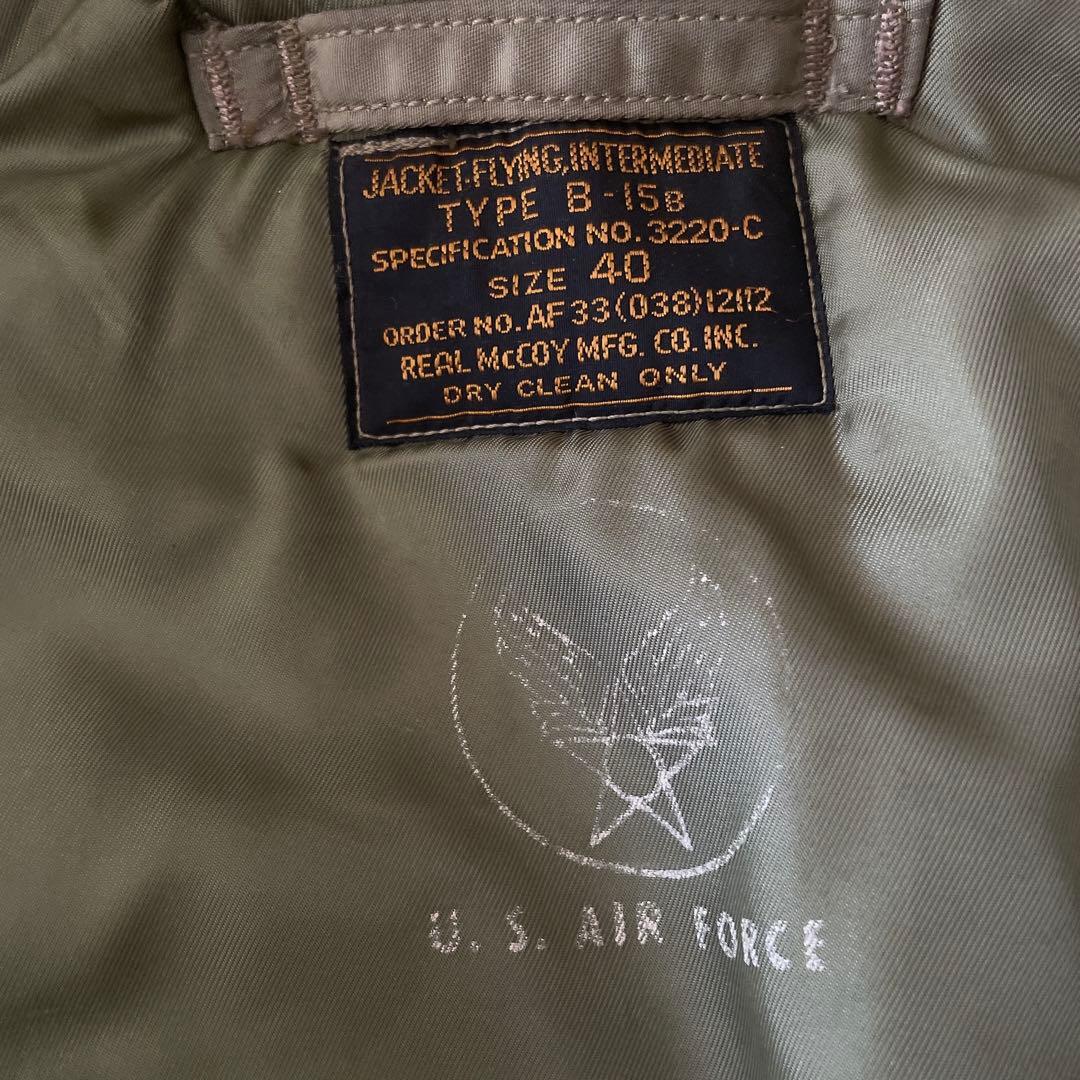 JACKET, FLYING, INTERMEDIATE
TYPE B-15B
SPECIFICATION NO. 3220-C
SIZE 40
ORDER NO. AF 33(038)12112
REAL McCOY MFG. CO. INC.
DRY CLEAN ONLY
U. S. AIR FORCE